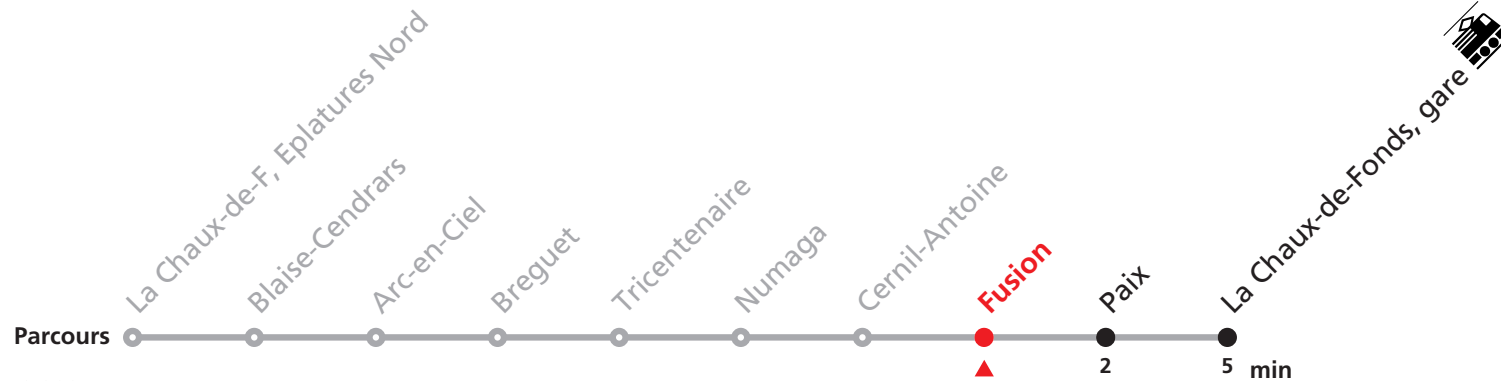 La Chaux-de-F, Eplatures Nord
Blaise-Cendrars
Arc-en-Ciel
Breguet
Tricentenaire
Numaga
Cernil-Antoine
Fusion
Paix
La Chaux-de-Fonds, gare
Parcours
2 5 min